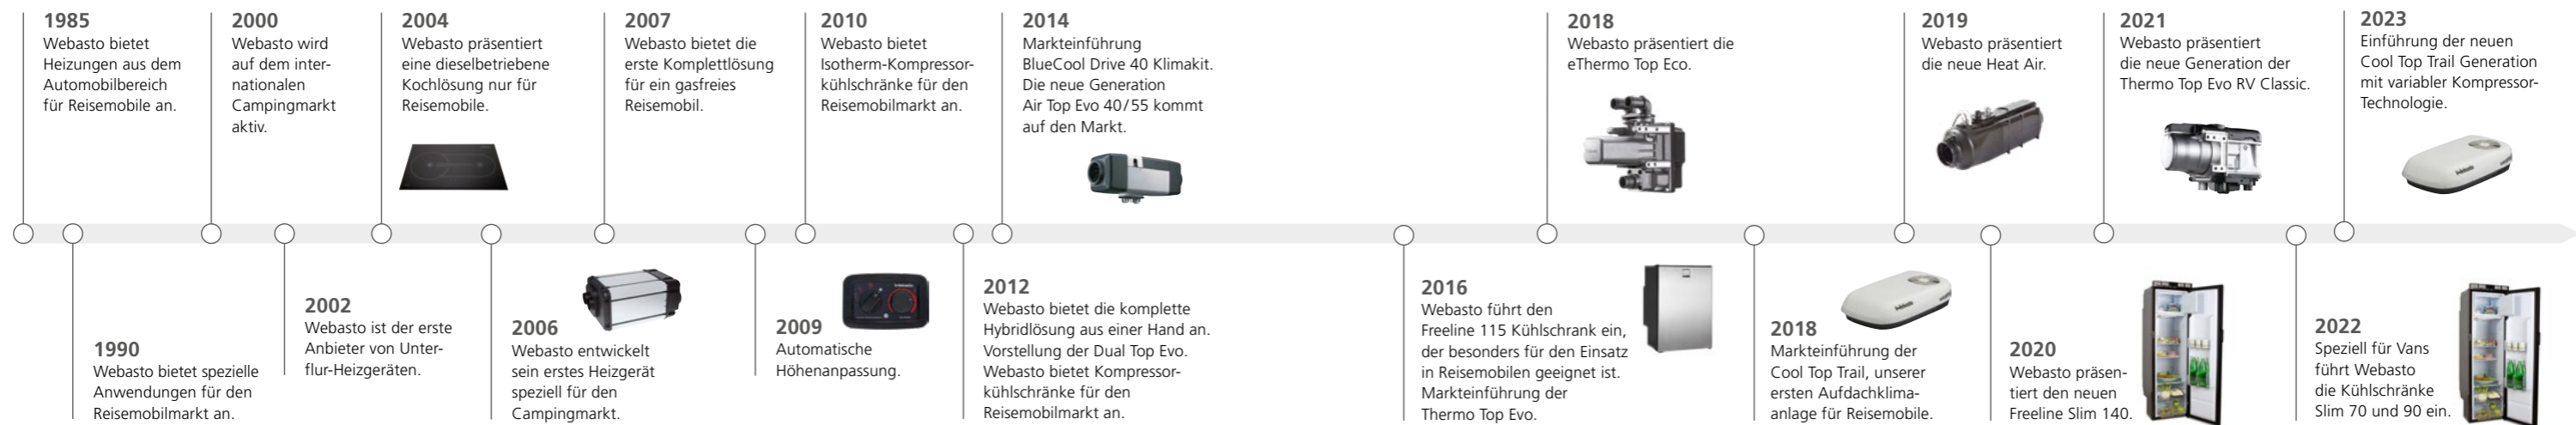 1985
Webasto bietet
Heizungen aus dem
Automobilbereich
für Reisemobile an.
1990
Webasto bietet spezielle
Anwendungen für den
Reisemobilmarkt an.
2000
Webasto wird
auf dem inter-
nationalen
Campingmarkt
aktiv.
2002
Webasto ist der erste
Anbieter von Unter-
flur-Heizgeräten.
2004
Webasto präsentiert
eine dieselbetriebene
Kochlösung nur für
Reisemobile.
2006
Webasto entwickelt
sein erstes Heizgerät
speziell für den
Campingmarkt.
2007
Webasto bietet die
erste Komplettlösung
für ein gasfreies
Reisemobil.
2009
Automatische
Höhenanpassung.
2010
Webasto bietet
Isotherm-Kompressor-
kühlschränke für den
Reisemobilmarkt an.
2012
Webasto bietet die komplette
Hybridlösung aus einer Hand an.
Vorstellung der Dual Top Evo.
Webasto bietet Kompressor-
kühlschränke für den
Reisemobilmarkt an.
2014
Markteinführung
BlueCool Drive 40 Klimakit.
Die neue Generation
Air Top Evo 40/55 kommt
auf den Markt.
2016
Webasto führt den
Freeline 115 Kühlschrank ein,
der besonders für den Einsatz
in Reisemobilen geeignet ist.
Markteinführung der
Thermo Top Evo.
2018
Webasto präsentiert die
eThermo Top Eco.
2018
Markteinführung der
Cool Top Trail, unserer
ersten Aufdachklima-
anlage für Reisemobile.
Webasto
2019
Webasto präsentiert
die neue Heat Air.
2020
Webasto präsen-
tiert den neuen
Freeline Slim 140.
2021
Webasto präsentiert
die neue Generation der
Thermo Top Evo RV Classic.
2022
Speziell für Vans
führt Webasto
die Kühlschränke
Slim 70 und 90 ein.
2023
Einführung der neuen
Cool Top Trail Generation
mit variabler Kompressor-
Technologie.
Webasto